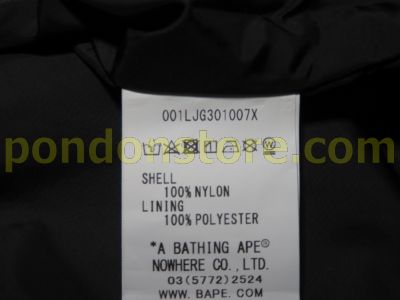 001LJG301007X
pondonstore.com
SHELL
100% NYLON
LINING
100% POLYESTER
"A BATHING APE®
NOWHERE CO.,LTD.
03(5772)2524
WWW.BAPE.COM